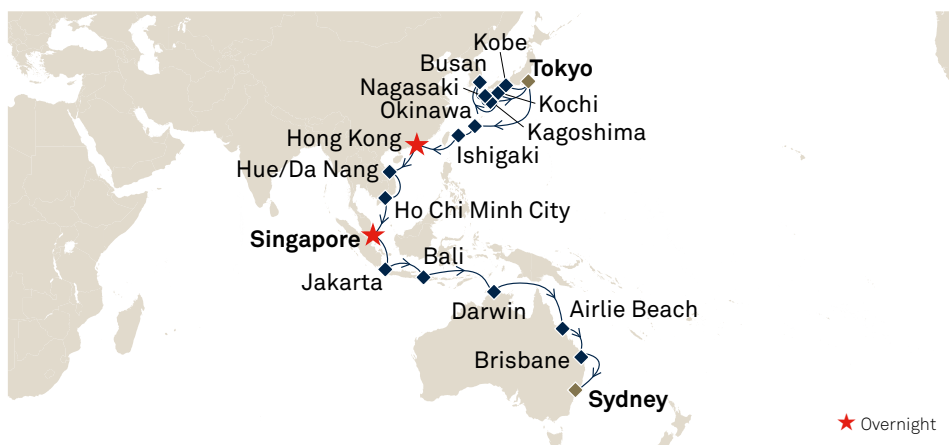 Kobe
Busan
Tokyo
Nagasaki
Kochi
Okinawa
Kagoshima
Hong Kong
Ishigaki
Hue/Da Nang
Ho Chi Minh City
Singapore
Bali
Jakarta
Darwin
Airlie Beach
Brisbane
Sydney
Overnight